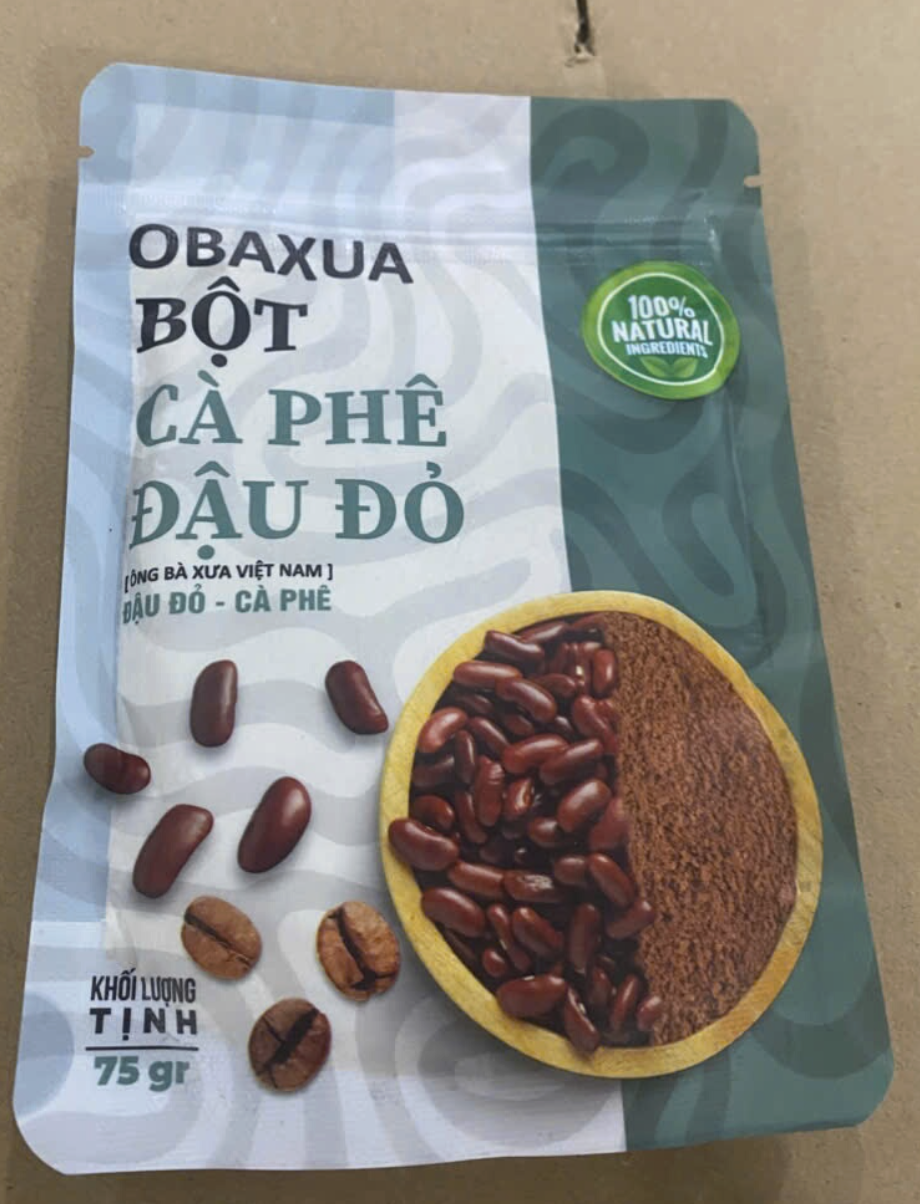 OBAXUA
BỘT
CÀ PHÊ
ĐẬU ĐỎ
[ ÔNG BÀ XƯA VIỆT NAM ]
ĐẬU ĐỎ - CÀ PHÊ
100%
NATURAL
INGREDIENTS
KHỐI LƯỢNG
TỊNH
75 gr